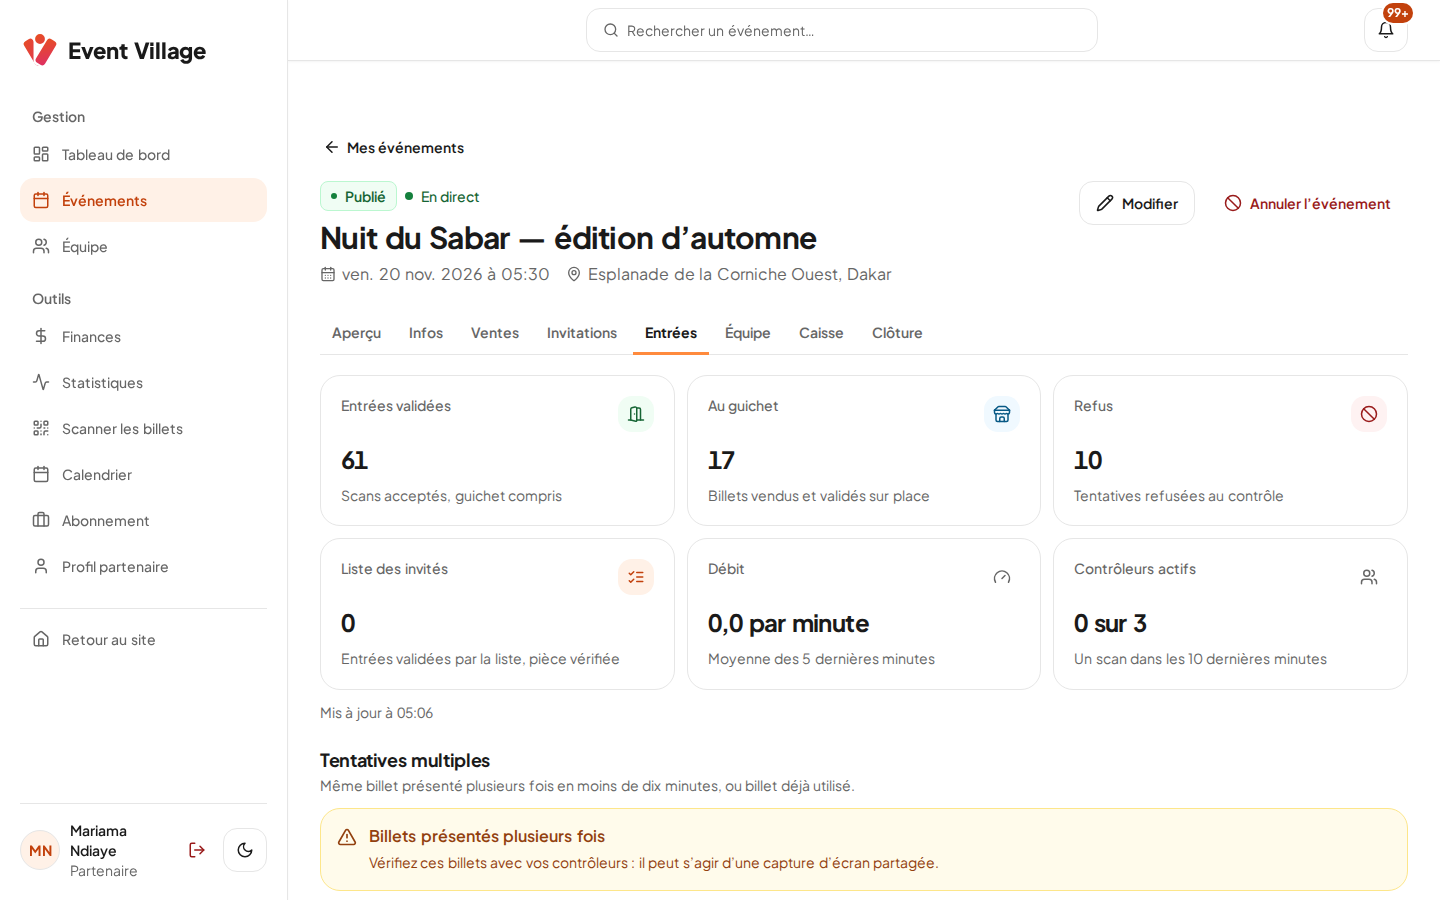 Event Village
Rechercher un événement…
99+
Gestion
Tableau de bord
Événements
Équipe
Outils
Finances
Statistiques
Scanner les billets
Calendrier
Abonnement
Profil partenaire
Retour au site
MN
Mariama
Ndiaye
Partenaire
Mes événements
Publié
En direct
Modifier
Annuler l’événement
Nuit du Sabar — édition d’automne
ven. 20 nov. 2026 à 05:30
Esplanade de la Corniche Ouest, Dakar
Aperçu
Infos
Ventes
Invitations
Entrées
Équipe
Caisse
Clôture
Entrées validées
61
Scans acceptés, guichet compris
Au guichet
17
Billets vendus et validés sur place
Refus
10
Tentatives refusées au contrôle
Liste des invités
0
Entrées validées par la liste, pièce vérifiée
Débit
0,0 par minute
Moyenne des 5 dernières minutes
Contrôleurs actifs
0 sur 3
Un scan dans les 10 dernières minutes
Mis à jour à 05:06
Tentatives multiples
Même billet présenté plusieurs fois en moins de dix minutes, ou billet déjà utilisé.
Billets présentés plusieurs fois
Vérifiez ces billets avec vos contrôleurs : il peut s’agir d’une capture d’écran partagée.